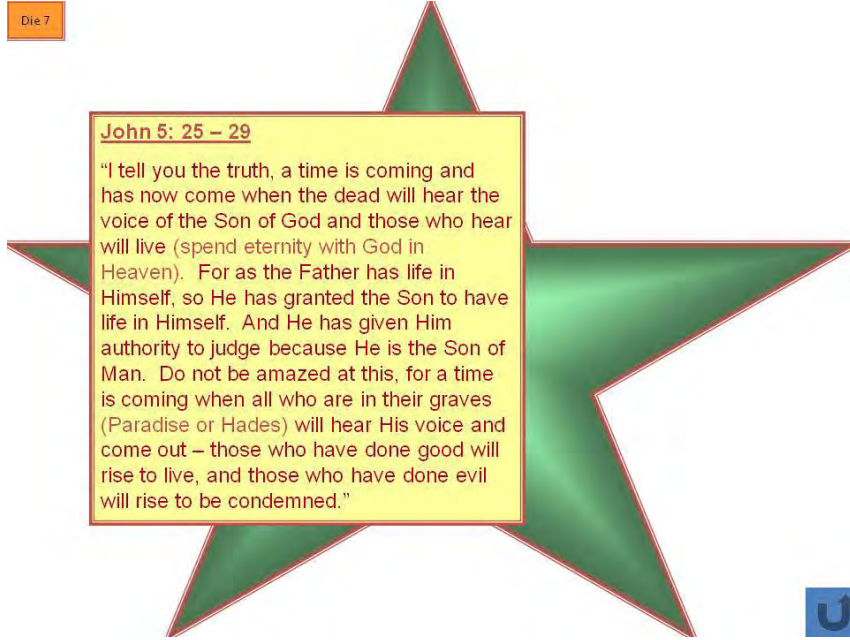 Die 7
John 5: 25 – 29
“I tell you the truth, a time is coming and
has now come when the dead will hear the
voice of the Son of God and those who hear
will live (spend eternity with God in
Heaven).  For as the Father has life in
Himself, so He has granted the Son to have
life in Himself.  And He has given Him
authority to judge because He is the Son of
Man.  Do not be amazed at this, for a time
is coming when all who are in their graves
(Paradise or Hades) will hear His voice and
come out – those who have done good will
rise to live, and those who have done evil
will rise to be condemned.”